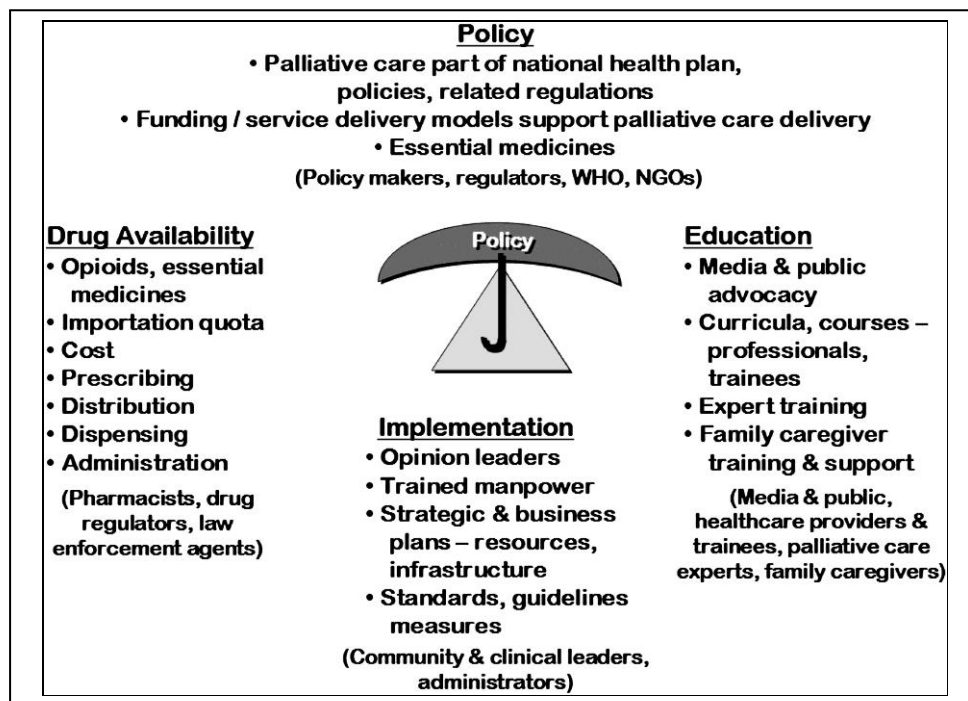 Policy
• Palliative care part of national health plan,
policies, related regulations
• Funding / service delivery models support palliative care delivery
• Essential medicines
(Policy makers, regulators, WHO, NGOs)
Drug Availability
• Opioids, essential
medicines
• Importation quota
• Cost
• Prescribing
• Distribution
• Dispensing
• Administration
(Pharmacists, drug
regulators, law
enforcement agents)
Policy
Implementation
• Opinion leaders
• Trained manpower
• Strategic & business
plans – resources,
infrastructure
• Standards, guidelines
measures
(Community & clinical leaders,
administrators)
Education
• Media & public
advocacy
• Curricula, courses –
professionals,
trainees
• Expert training
• Family caregiver
training & support
(Media & public,
healthcare providers &
trainees, palliative care
experts, family caregivers)